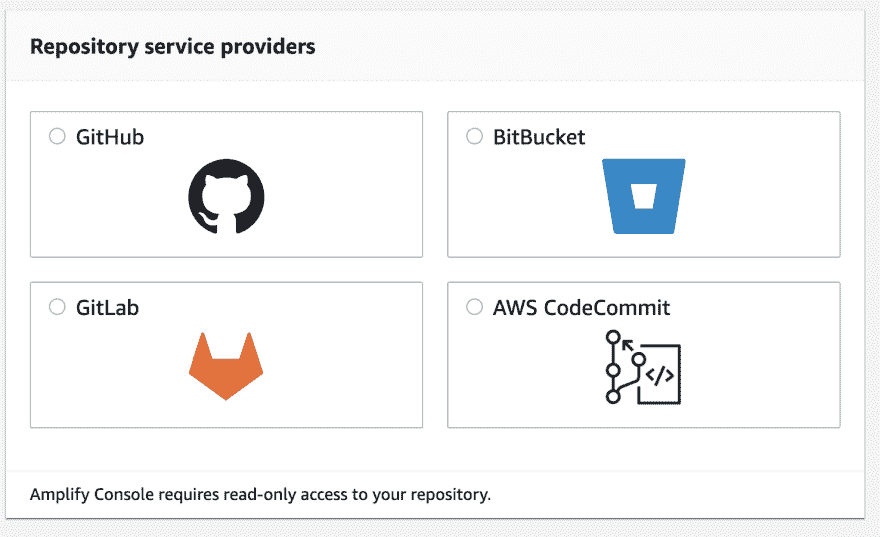 Repository service providers
GitHub
BitBucket
GitLab
AWS CodeCommit
</>
Amplify Console requires read-only access to your repository.